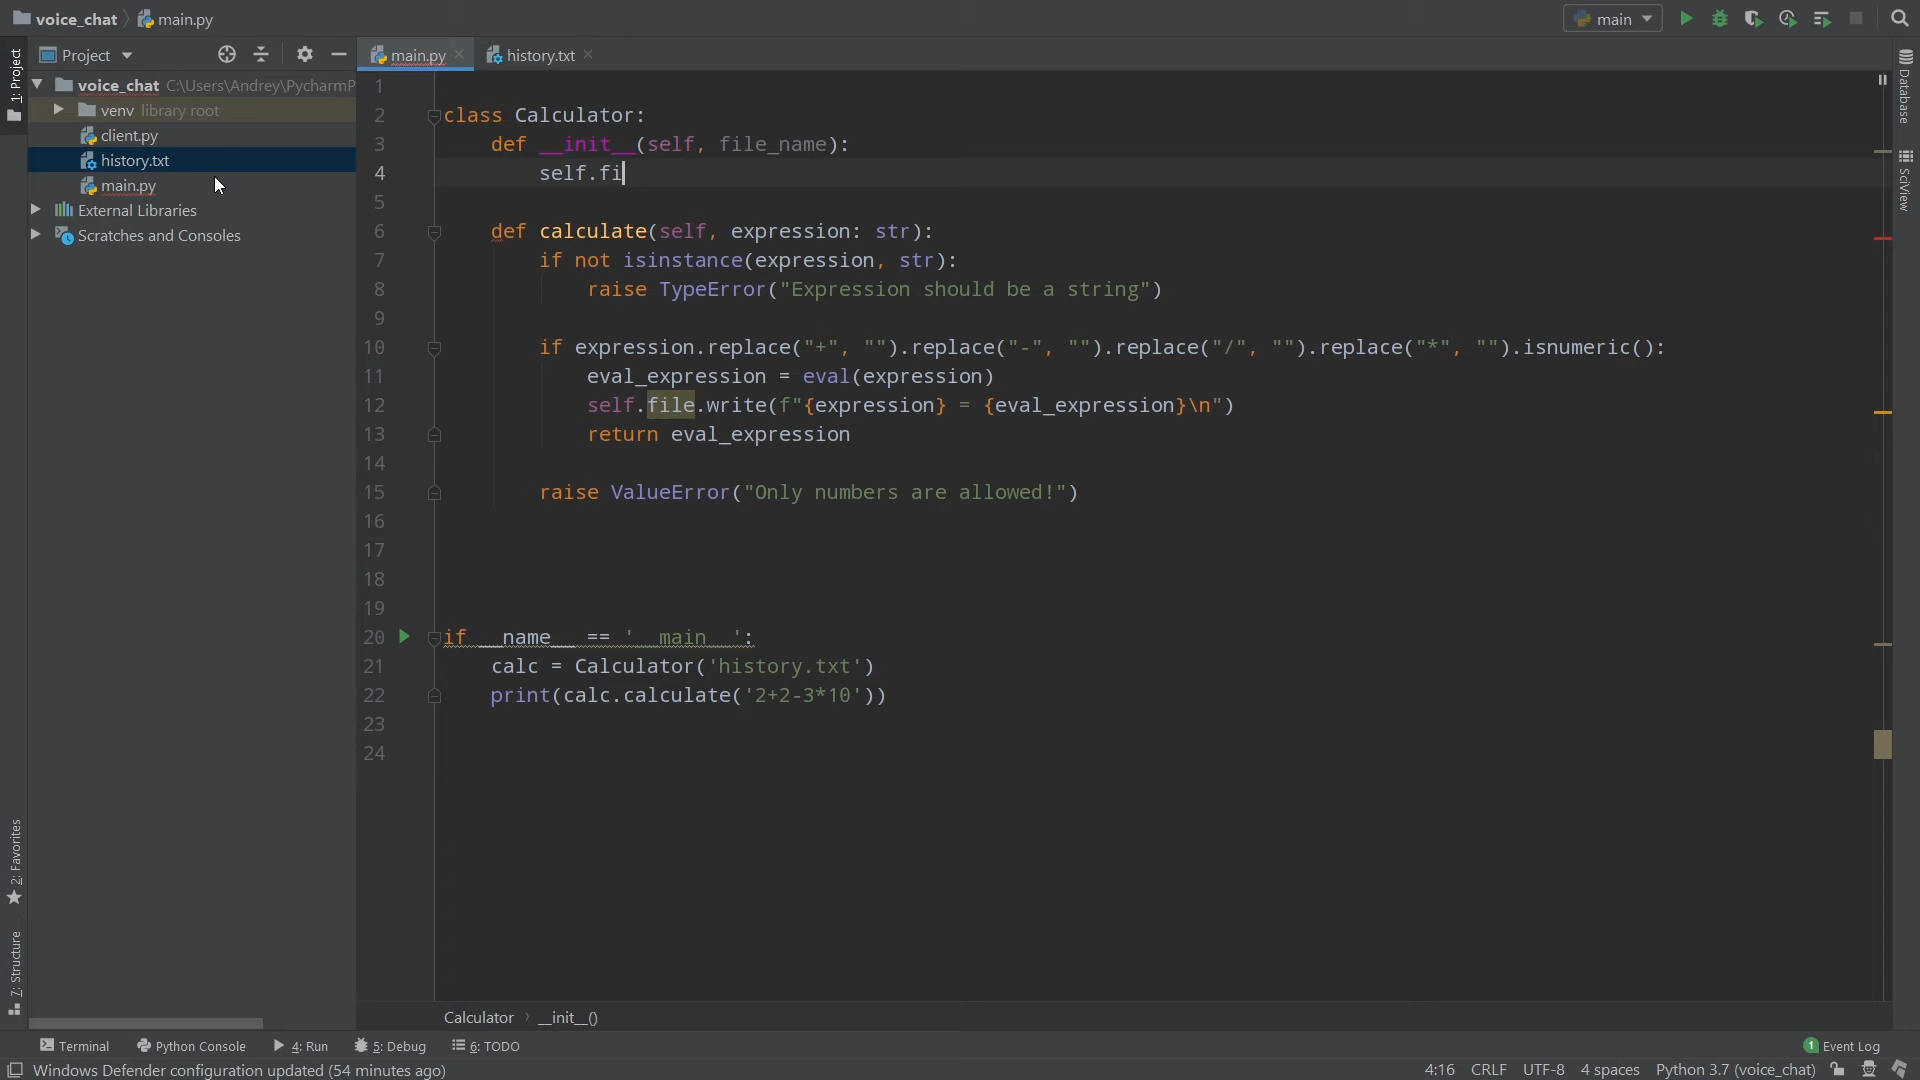 voice_chat main.py
main
Project
main.py
history.txt
1: Project
voice_chat C:\Users\Andrey\PycharmP
venv library root
client.py
history.txt
main.py
External Libraries
Scratches and Consoles
2: Favorites
7: Structure
1
2 class Calculator:
3 def __init__(self, file_name):
4 self.fi
5
6 def calculate(self, expression: str):
7 if not isinstance(expression, str):
8 raise TypeError("Expression should be a string")
9
10 if expression.replace("+", "").replace("-", "").replace("/", "").replace("*", "").isnumeric():
11 eval_expression = eval(expression)
12 self.file.write(f"{expression} = {eval_expression}\n")
13 return eval_expression
14
15 raise ValueError("Only numbers are allowed!")
16
17
18
19
20 if __name__ == '__main__':
21 calc = Calculator('history.txt')
22 print(calc.calculate('2+2-3*10'))
23
24
Database
SciView
Calculator __init__()
Terminal Python Console 4: Run 5: Debug 6: TODO
1 Event Log
Windows Defender configuration updated (54 minutes ago)
4:16 CRLF UTF-8 4 spaces Python 3.7 (voice_chat)